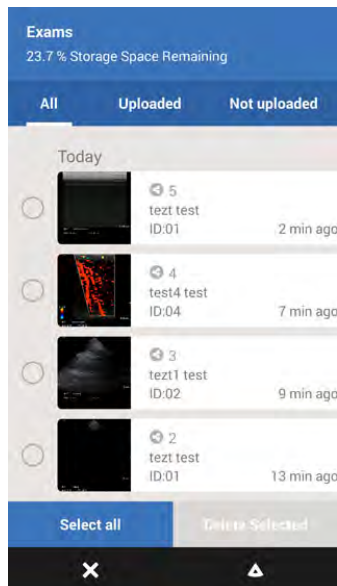 Exams
23.7 % Storage Space Remaining
All Uploaded Not uploaded
Today
5
tezt test
ID:01 2 min ago
4
test4 test
ID:04 7 min ago
3
tezt1 test
ID:02 9 min ago
2
tezt test
ID:01 13 min ago
Select all Delete Selected